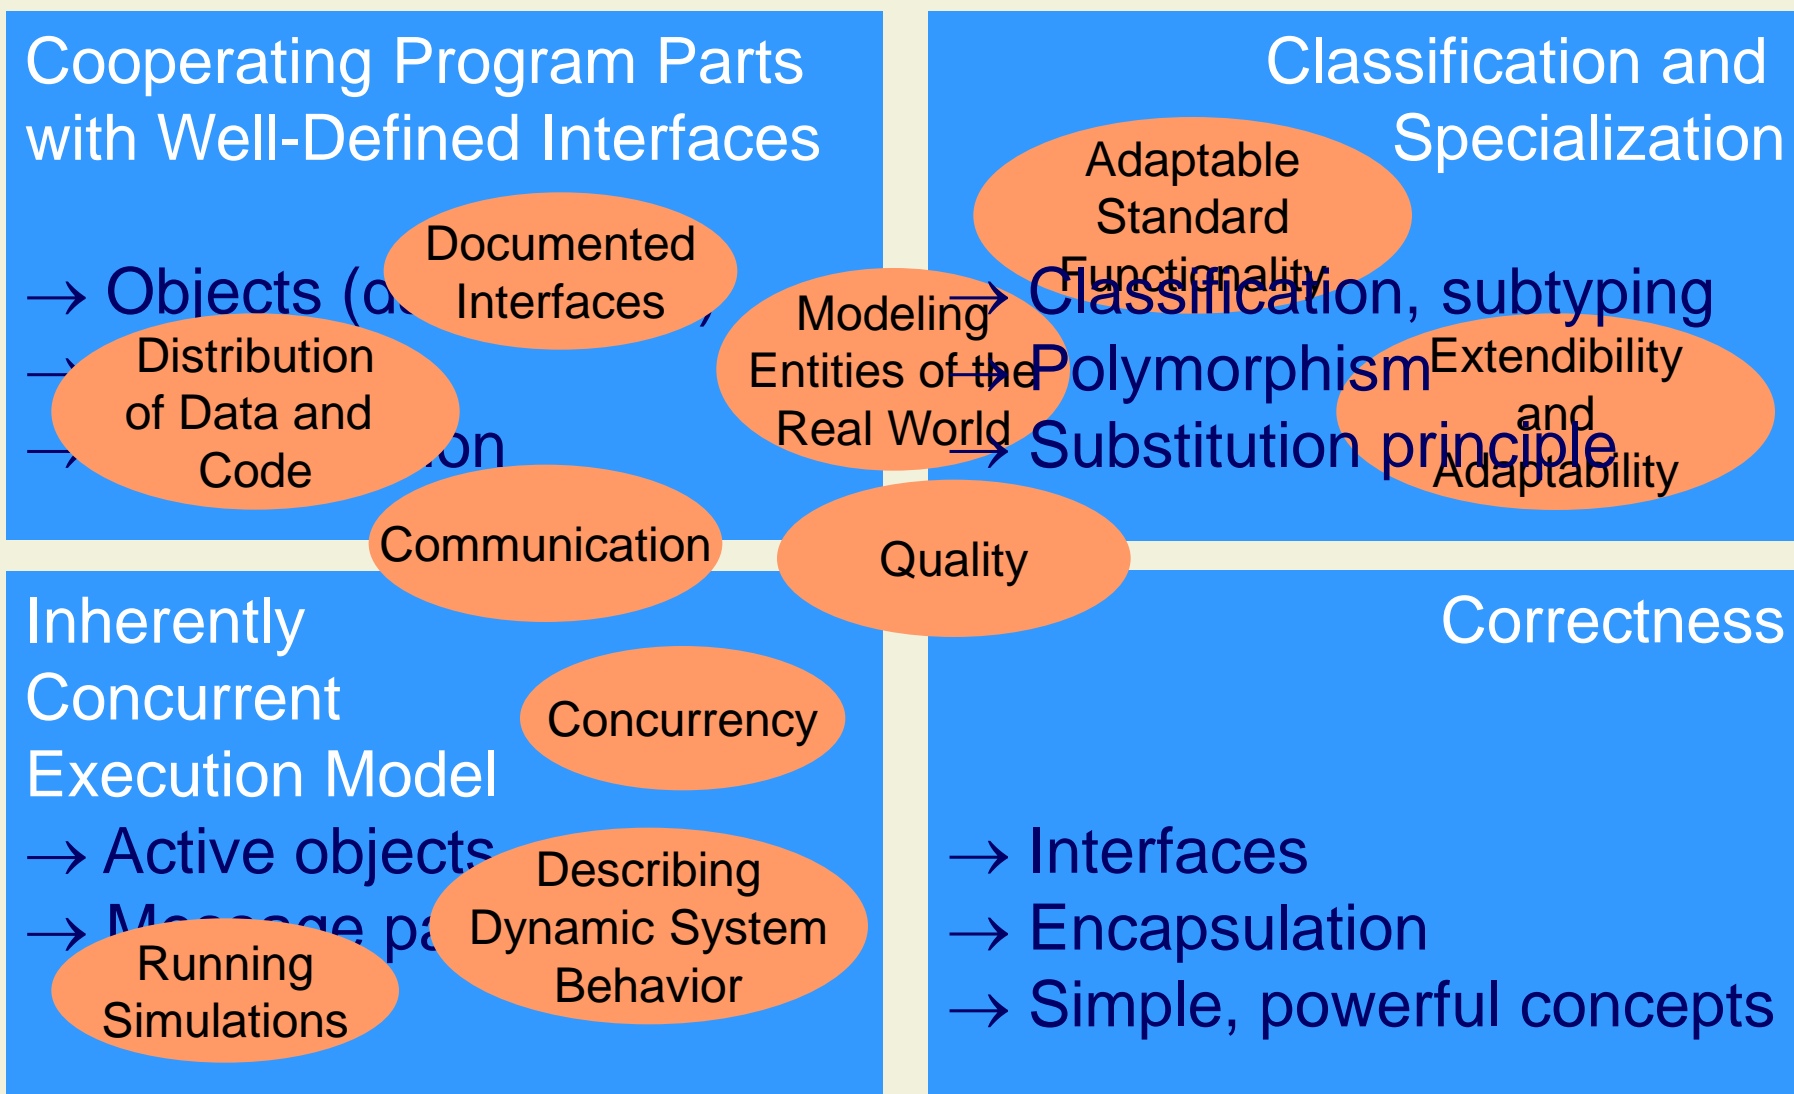 Cooperating Program Parts
with Well-Defined Interfaces
Documented
Interfaces
→ Objects
Distribution
of Data and
Code
→
→
Communication
Classification and
Specialization
Adaptable
Standard
Functionality
→ Classification, subtyping
→ Polymorphism
→ Substitution principle
Modeling
Entities of the
Real World
Extendibility
and
Adaptability
Quality
Inherently
Concurrent
Execution Model
Concurrency
→ Active objects
→ Message
Describing
Dynamic System
Behavior
Running
Simulations
Correctness
→ Interfaces
→ Encapsulation
→ Simple, powerful concepts